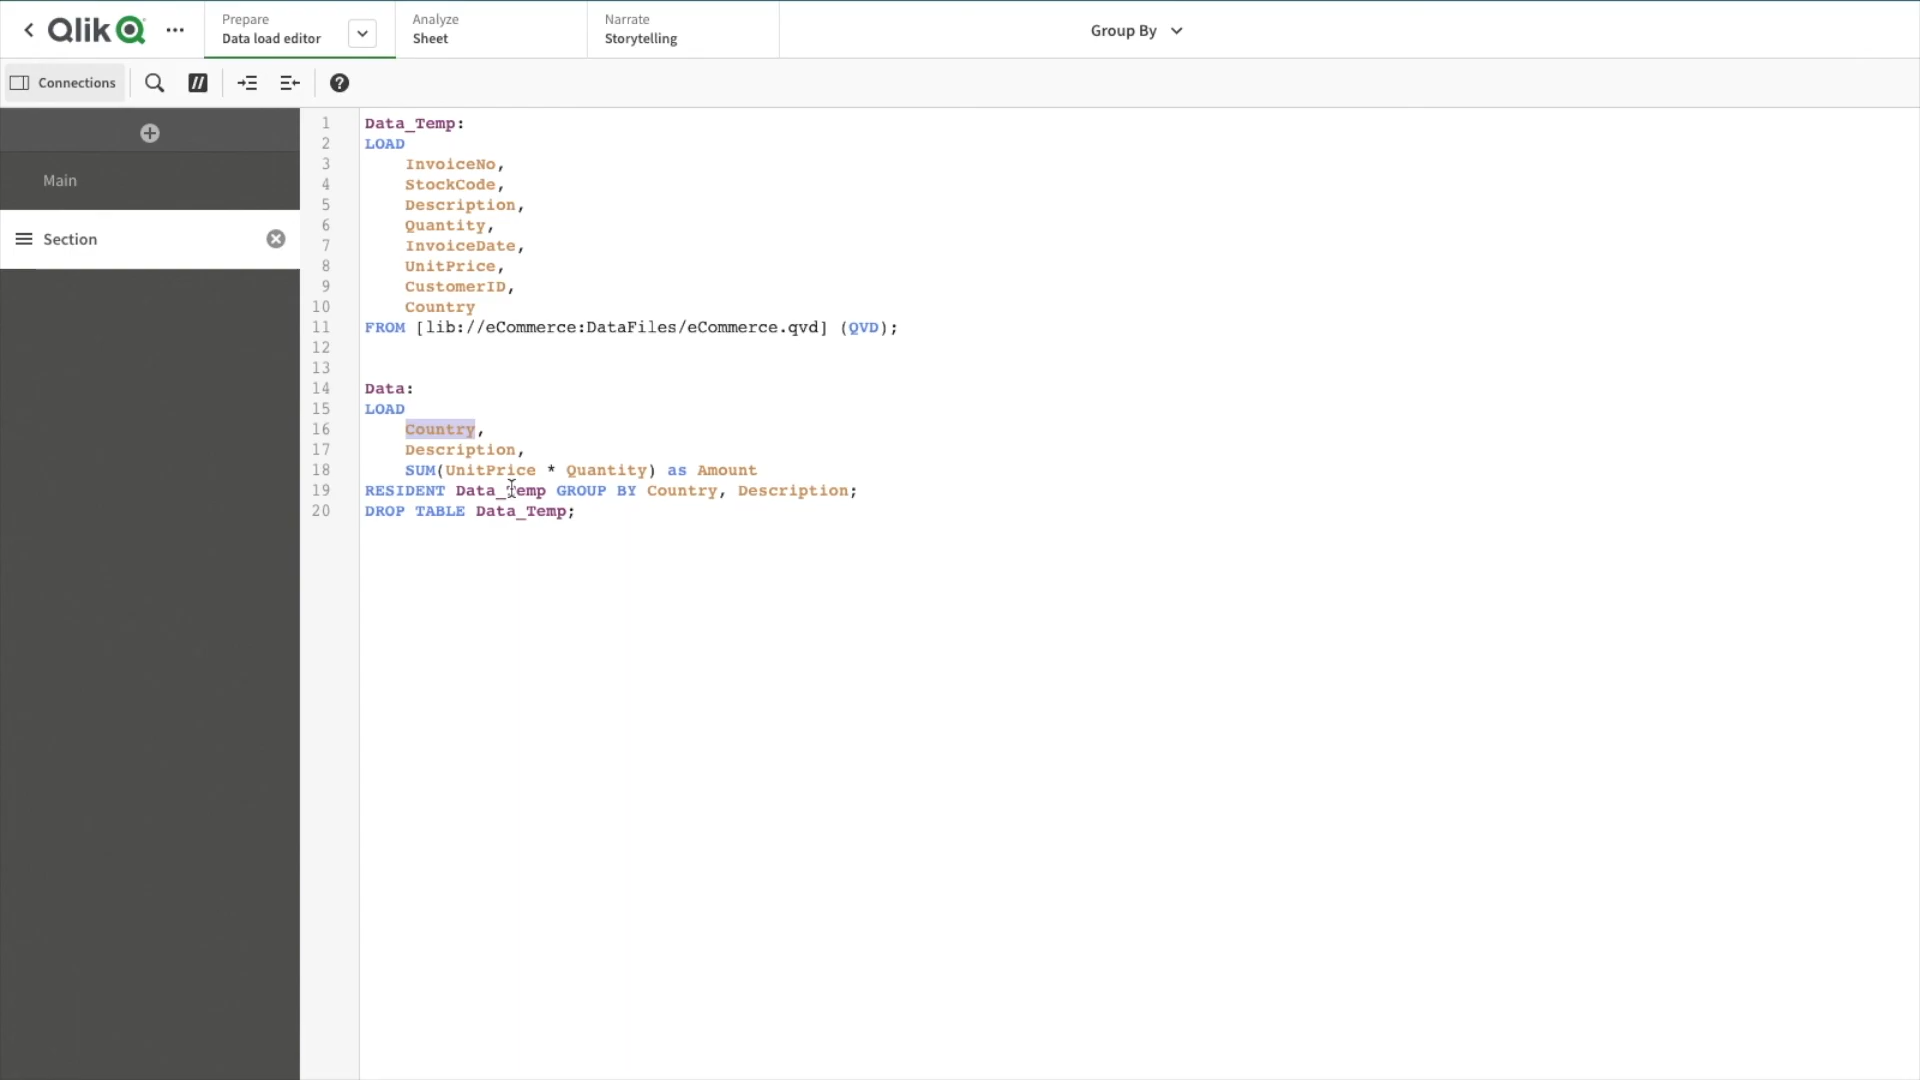 Qlik
Prepare
Data load editor
Analyze
Sheet
Narrate
Storytelling
Group By
Connections
Main
Section
1 Data_Temp:
2 LOAD
3 InvoiceNo,
4 StockCode,
5 Description,
6 Quantity,
7 InvoiceDate,
8 UnitPrice,
9 CustomerID,
10 Country
11 FROM [lib://eCommerce:DataFiles/eCommerce.qvd] (QVD);
12
13
14 Data:
15 LOAD
16 Country,
17 Description,
18 SUM(UnitPrice * Quantity) as Amount
19 RESIDENT Data_Temp GROUP BY Country, Description;
20 DROP TABLE Data_Temp;